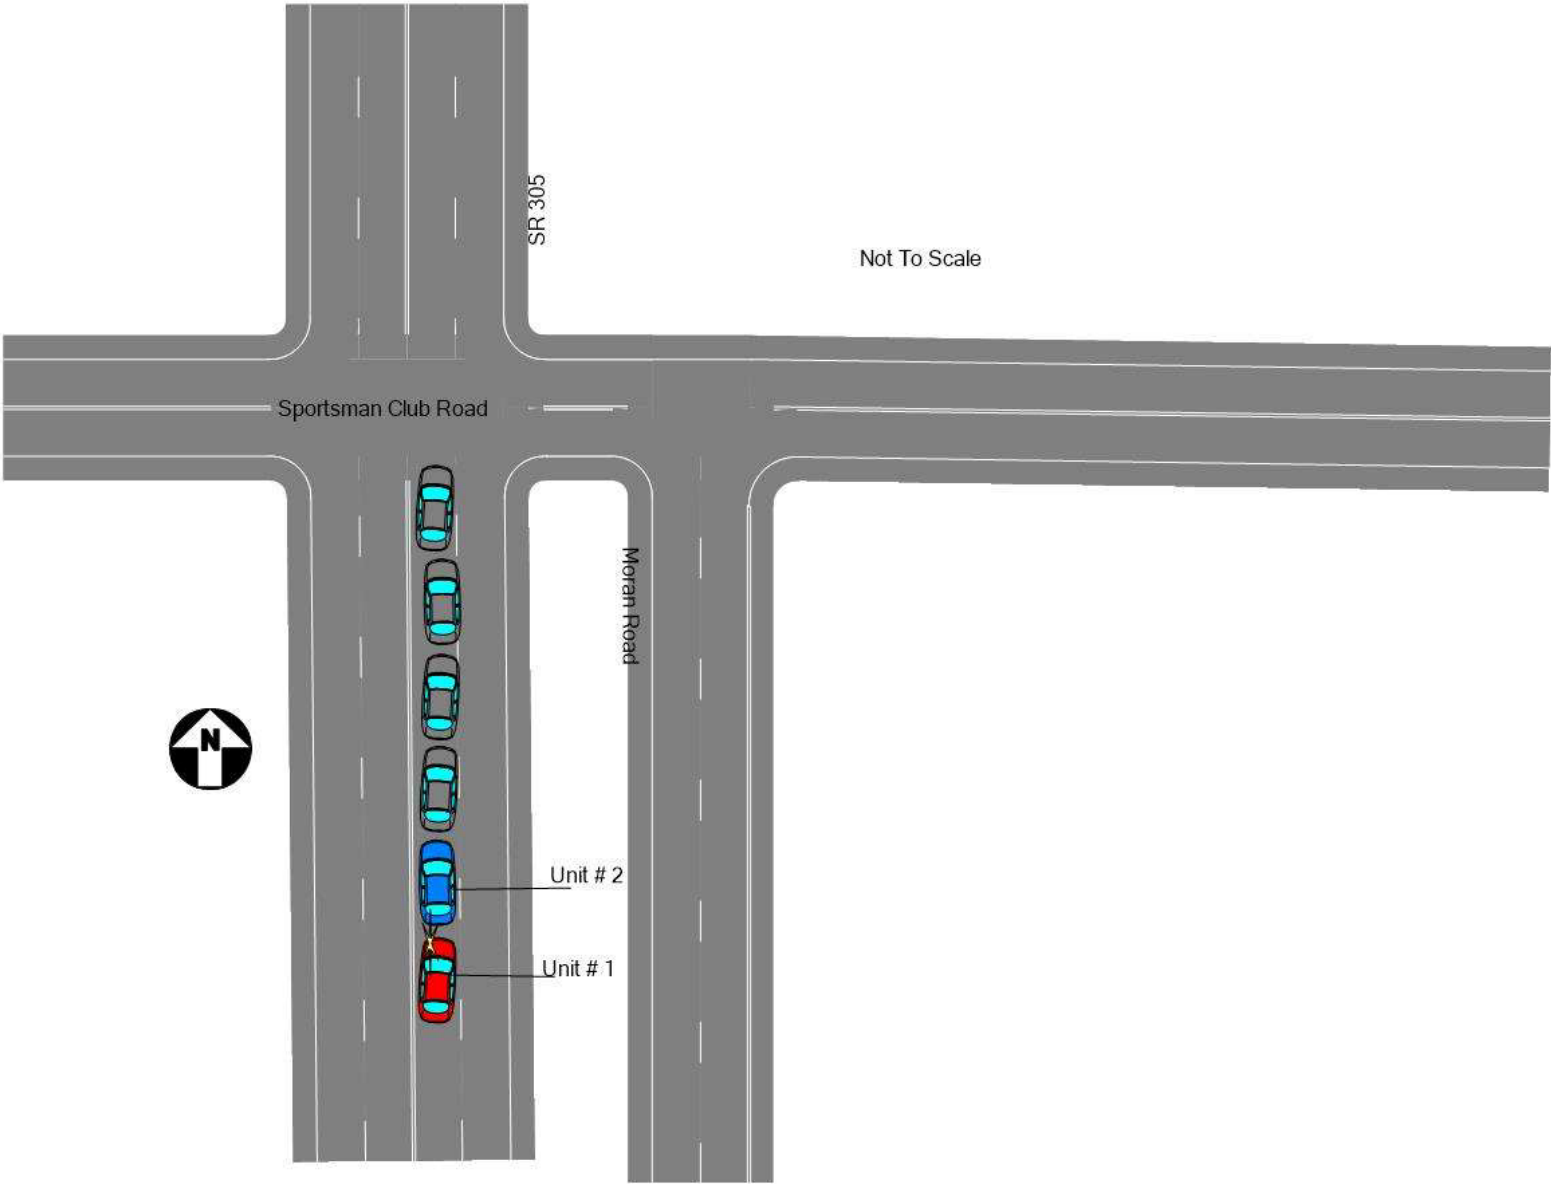 SR 305
Not To Scale
Sportsman Club Road
Moran Road
N
Unit # 2
Unit # 1